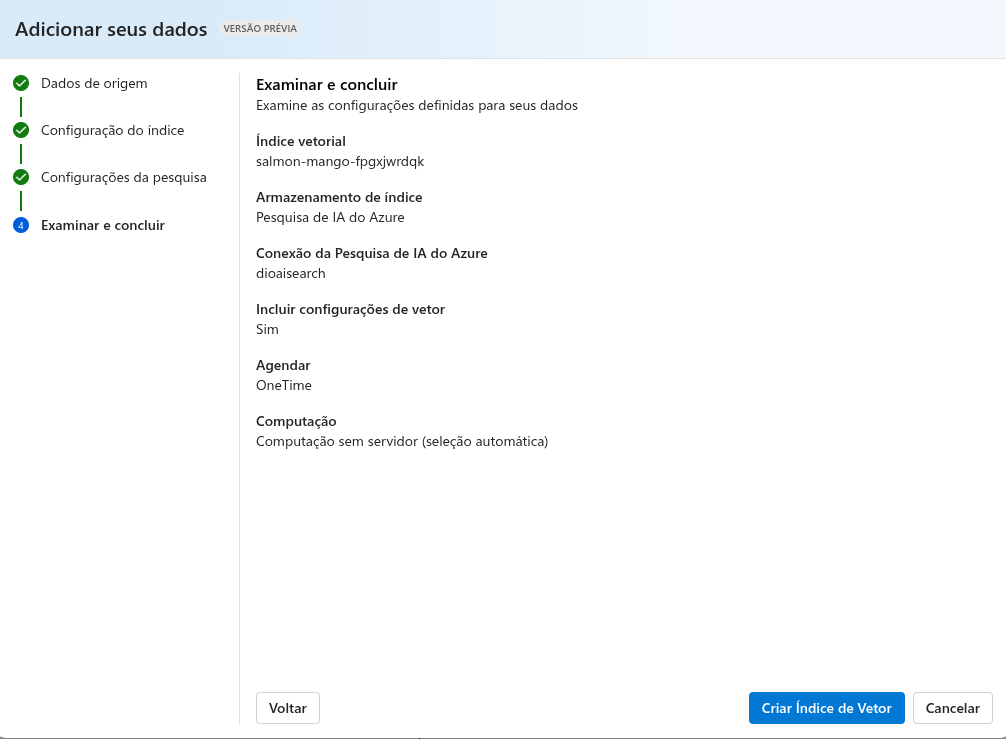 Adicionar seus dados VERSÃO PRÉVIA
Dados de origem
Configuração do índice
Configurações da pesquisa
4 Examinar e concluir
Examinar e concluir
Examine as configurações definidas para seus dados
Índice vetorial
salmon-mango-fpgxjwrdqk
Armazenamento de índice
Pesquisa de IA do Azure
Conexão da Pesquisa de IA do Azure
dioaisearch
Incluir configurações de vetor
Sim
Agendar
OneTime
Computação
Computação sem servidor (seleção automática)
Voltar
Criar Índice de Vetor
Cancelar